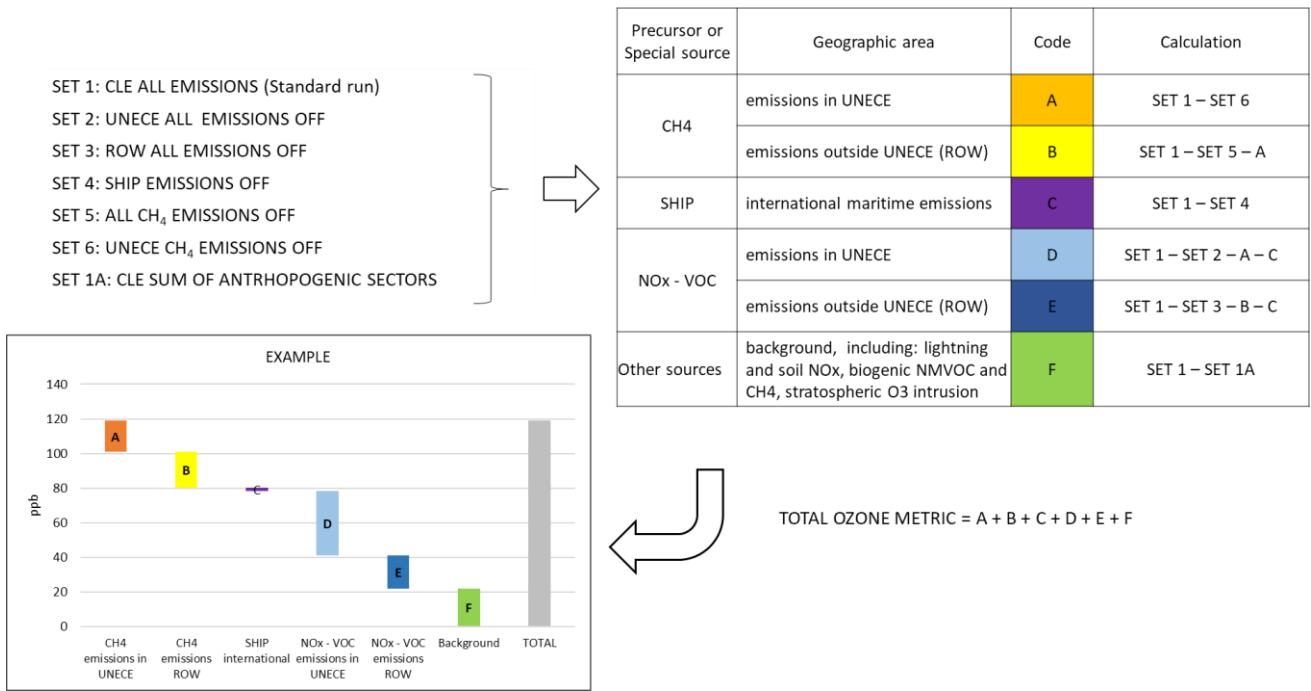 SET 1: CLE ALL EMISSIONS (Standard run)
SET 2: UNECE ALL  EMISSIONS OFF
SET 3: ROW ALL EMISSIONS OFF
SET 4: SHIP EMISSIONS OFF
SET 5: ALL CH4 EMISSIONS OFF
SET 6: UNECE CH4 EMISSIONS OFF
SET 1A: CLE SUM OF ANTRHOPOGENIC SECTORS
Precursor or
Special source
Geographic area
Code
Calculation
CH4
emissions in UNECE
A
SET 1 – SET 6
emissions outside UNECE (ROW)
B
SET 1 – SET 5 – A
SHIP
international maritime emissions
C
SET 1 – SET 4
NOx - VOC
emissions in UNECE
D
SET 1 – SET 2 – A – C
emissions outside UNECE (ROW)
E
SET 1 – SET 3 – B – C
Other sources
background,  including: lightning
and soil NOx, biogenic NMVOC and
CH4, stratospheric O3 intrusion
F
SET 1 – SET 1A
EXAMPLE
ppb
140
120
100
80
60
40
20
0
A
B
C
D
E
F
CH4
emissions in
UNECE
CH4
emissions
ROW
SHIP
international
NOx - VOC
emissions in
UNECE
NOx - VOC
emissions
ROW
Background
TOTAL
TOTAL OZONE METRIC = A + B + C + D + E + F